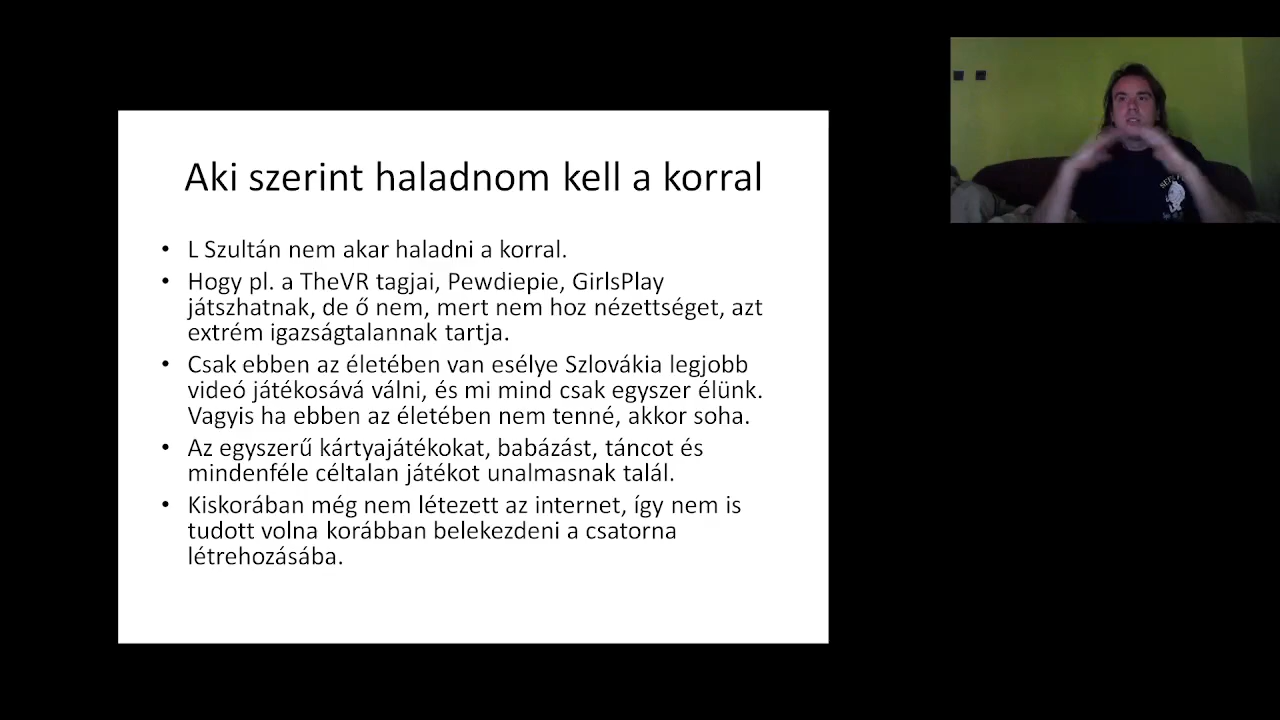 Aki szerint haladnom kell a korral
• L Szultán nem akar haladni a korral.
• Hogy pl. a TheVR tagjai, Pewdiepie, GirlsPlay
játszhatnak, de ő nem, mert nem hoz nézettséget, azt
extrém igazságtalannak tartja.
• Csak ebben az életében van esélye Szlovákia legjobb
videó játékosává válni, és mi mind csak egyszer élünk.
Vagyis ha ebben az életében nem tenné, akkor soha.
• Az egyszerű kártyajátékokat, babázást, táncot és
mindenféle céltalan játékot unalmasnak talál.
• Kiskorában még nem létezett az internet, így nem is
tudott volna korábban belekezdeni a csatorna
létrehozásába.